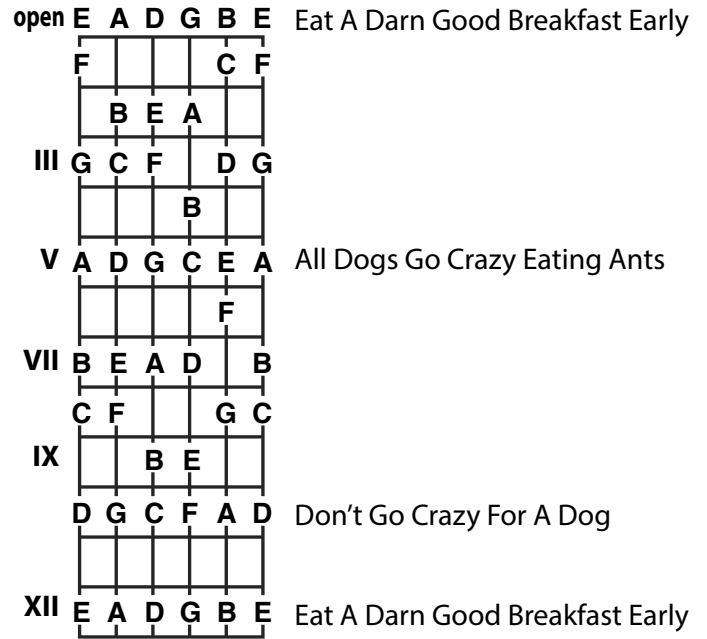 open E A D G B E Eat A Darn Good Breakfast Early
F C F
B E A
III G C F D G
B
V A D G C E A All Dogs Go Crazy Eating Ants
F
VII B E A D B
C F G C
IX B E
D G C F A D Don't Go Crazy For A Dog
XII E A D G B E Eat A Darn Good Breakfast Early